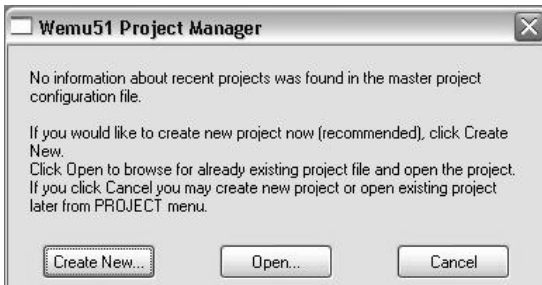 Wemu51 Project Manager
No information about recent projects was found in the master project
configuration file.
If you would like to create new project now (recommended), click Create
New.
Click Open to browse for already existing project file and open the project.
If you click Cancel you may create new project or open existing project
later from PROJECT menu.
Create New... Open... Cancel